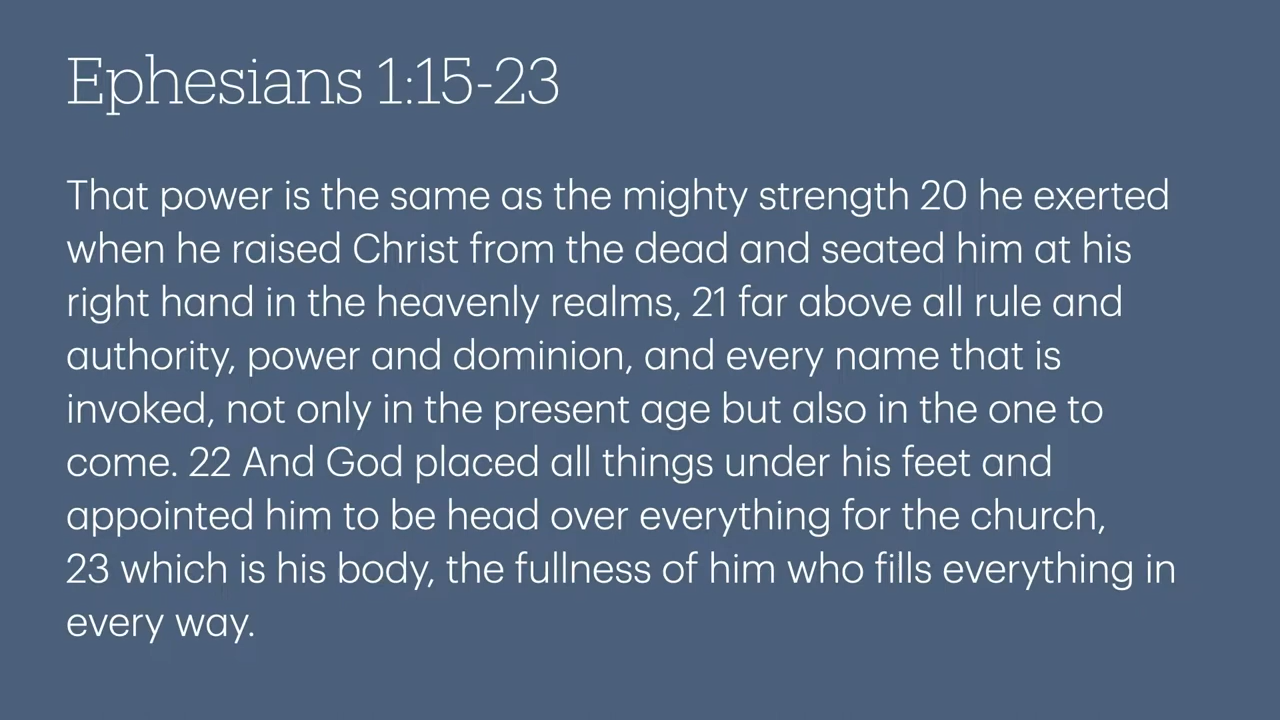 Ephesians 1:15-23
That power is the same as the mighty strength 20 he exerted
when he raised Christ from the dead and seated him at his
right hand in the heavenly realms, 21 far above all rule and
authority, power and dominion, and every name that is
invoked, not only in the present age but also in the one to
come. 22 And God placed all things under his feet and
appointed him to be head over everything for the church,
23 which is his body, the fullness of him who fills everything in
every way.